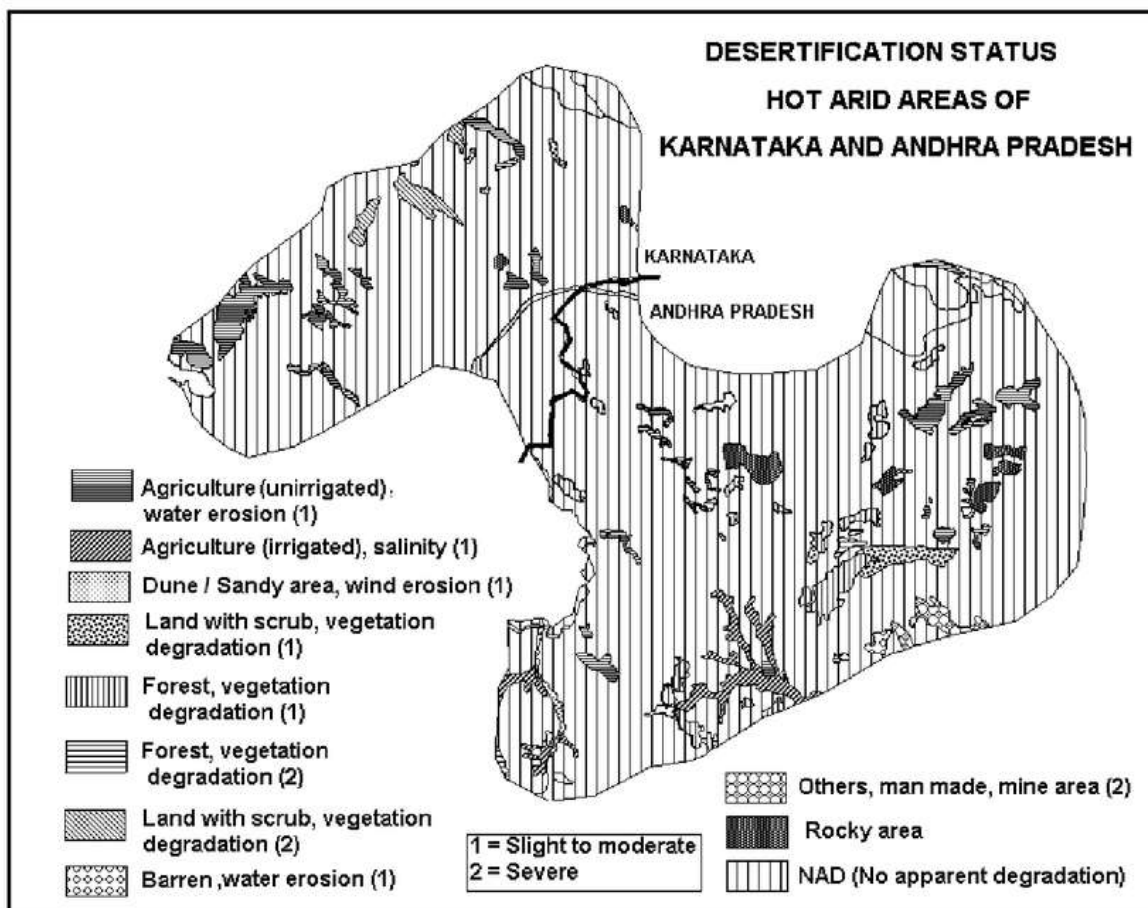 DESERTIFICATION STATUS
HOT ARID AREAS OF
KARNATAKA AND ANDHRA PRADESH
KARNATAKA
ANDHRA PRADESH
Agriculture (unirrigated),
water erosion (1)
Agriculture (irrigated), salinity (1)
Dune / Sandy area, wind erosion (1)
Land with scrub, vegetation
degradation (1)
Forest, vegetation
degradation (1)
Forest, vegetation
degradation (2)
Land with scrub, vegetation
degradation (2)
Barren ,water erosion (1)
1 = Slight to moderate
2 = Severe
Others, man made, mine area (2)
Rocky area
NAD (No apparent degradation)